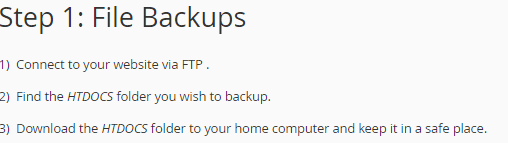 Step 1: File Backups
1) Connect to your website via FTP .
2) Find the HTDOCS folder you wish to backup.
3) Download the HTDOCS folder to your home computer and keep it in a safe place.